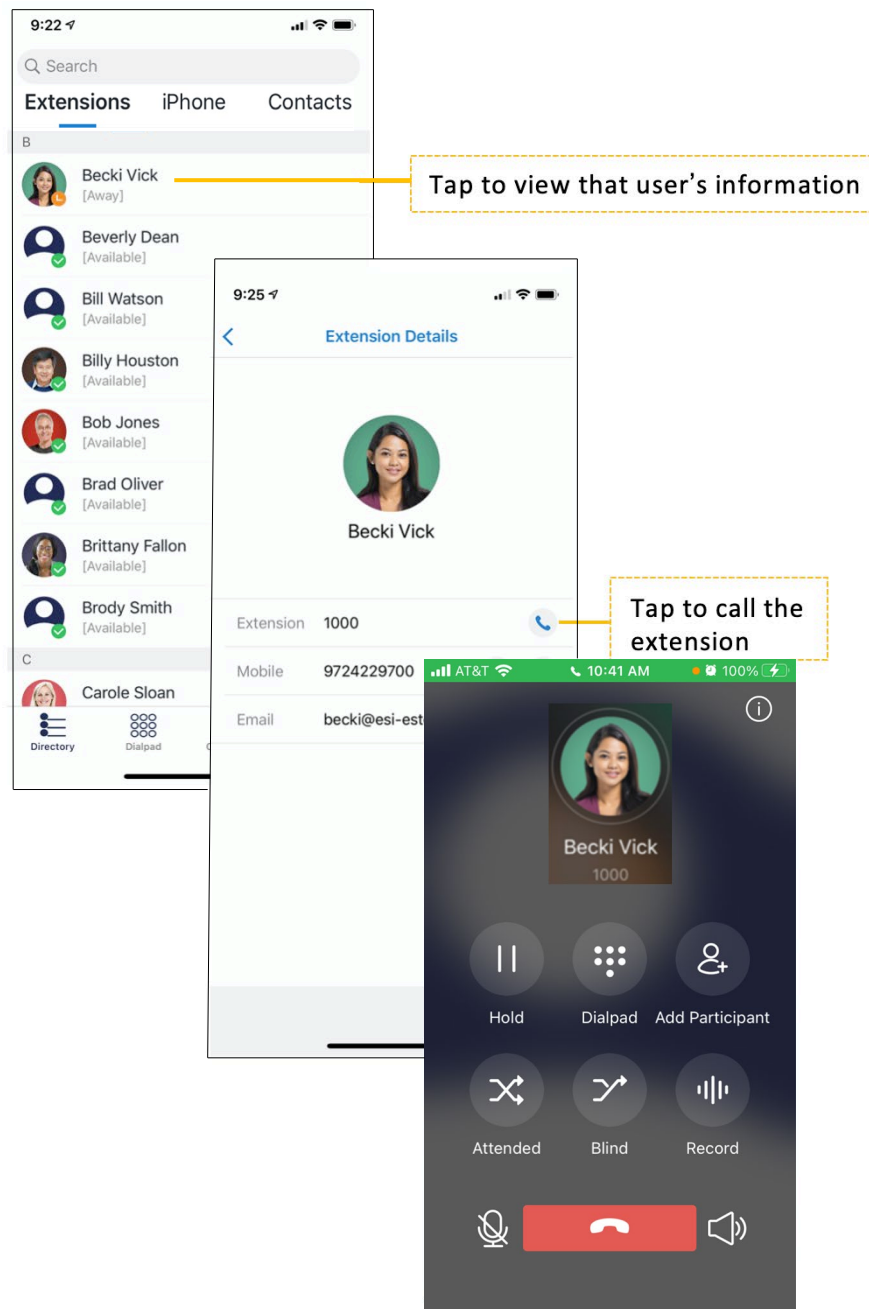 9:22
Search
Extensions iPhone Contacts
B
Becki Vick
[Away]
Tap to view that user’s information
Beverly Dean
[Available]
Bill Watson
[Available]
Billy Houston
[Available]
Bob Jones
[Available]
Brad Oliver
[Available]
Brittany Fallon
[Available]
Brody Smith
[Available]
C
Carole Sloan
Directory Dialpad
9:25
Extension Details
Becki Vick
Extension 1000
Tap to call the
extension
Mobile 9724229700
Email becki@esi-est
AT&T 10:41 AM 100%
Becki Vick
1000
Hold Dialpad Add Participant
Attended Blind Record